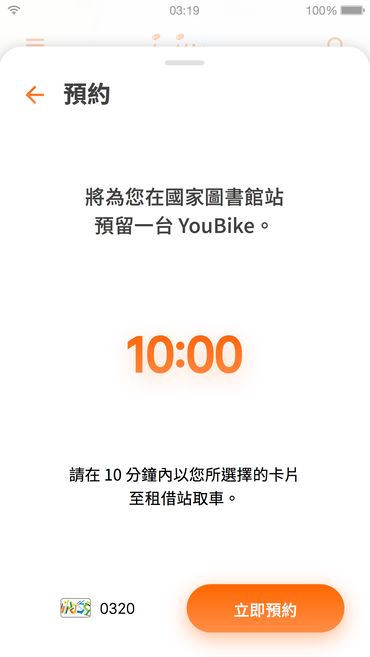 03:19
100%
預約
將為您在國家圖書館站
預留一台 YouBike。
10:00
請在 10 分鐘內以您所選擇的卡片
至租借站取車。
0320
立即預約